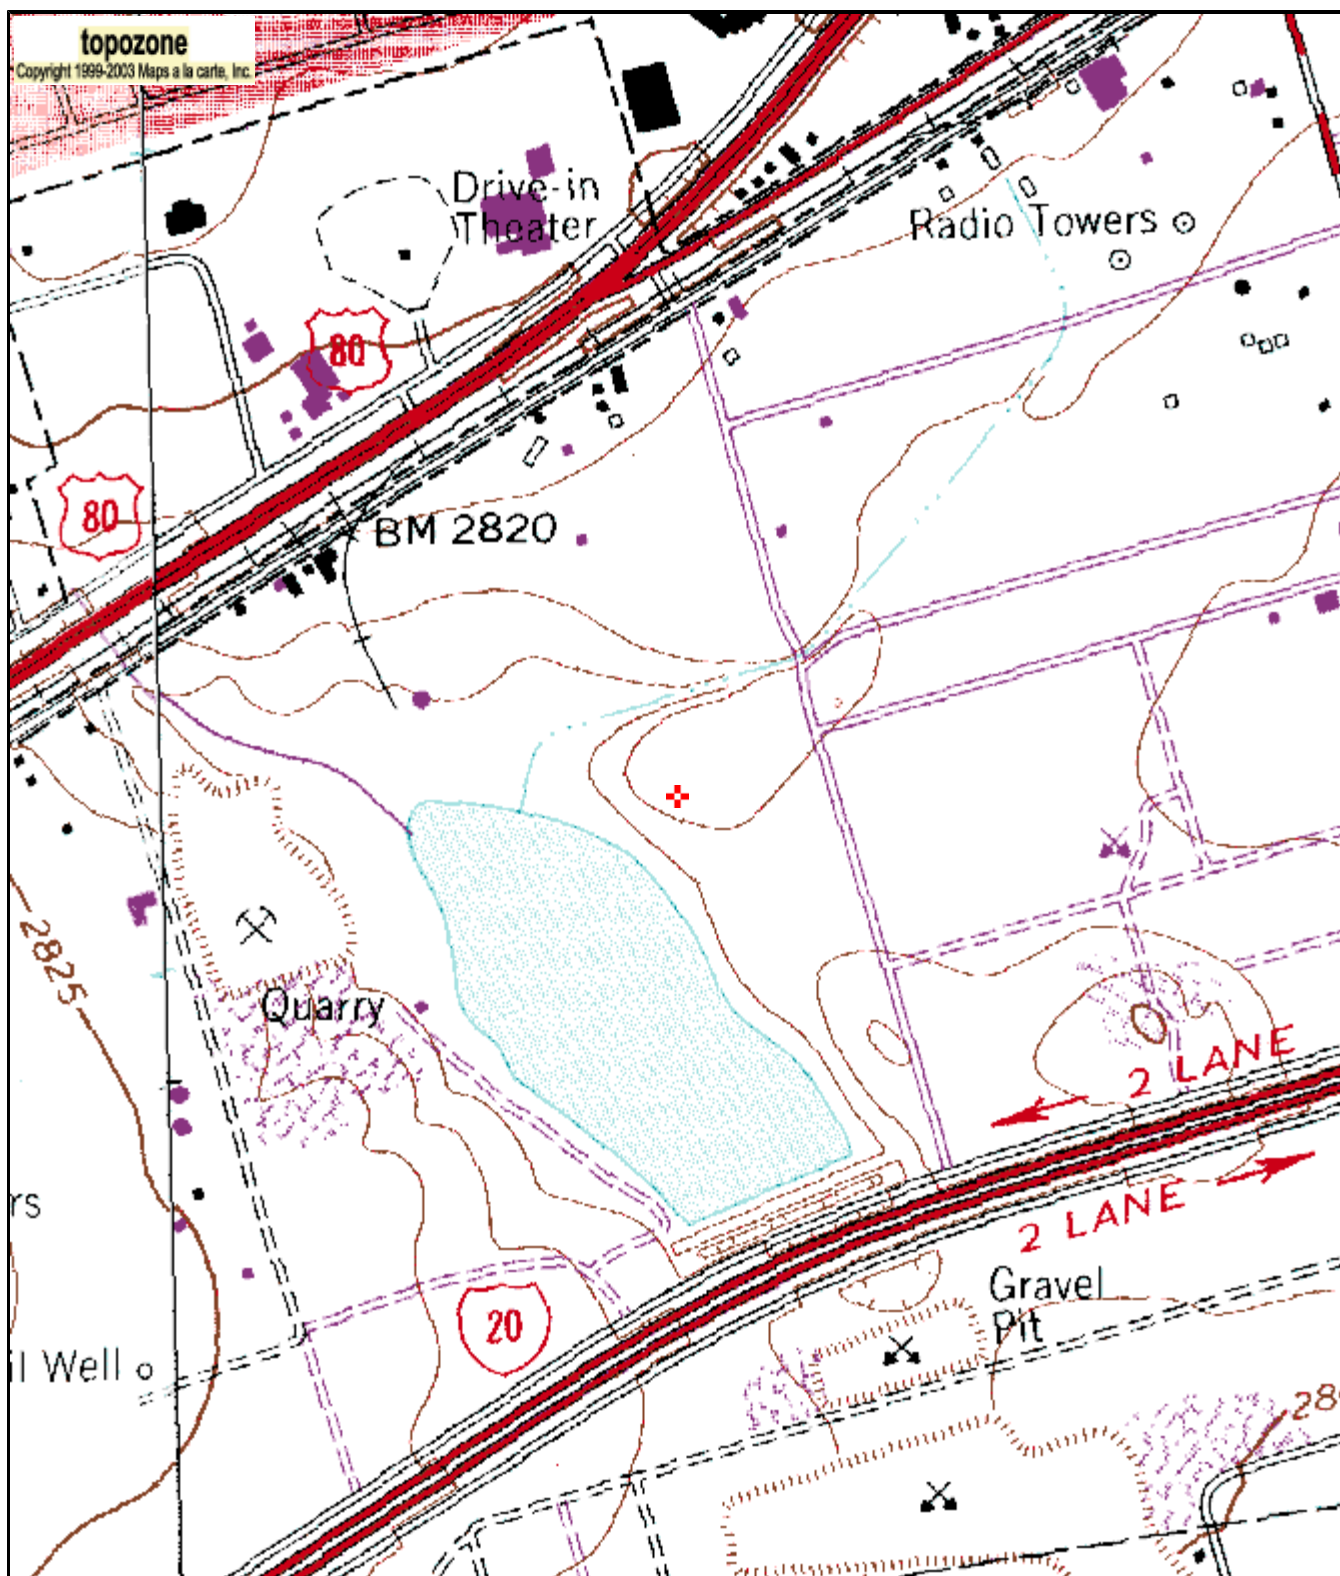 topozone
Copyright 1999-2003 Maps a la carte, Inc.
Drive-in
Theater
Radio Towers
80
80
BM 2820
2825
Quarry
2 LANE
2 LANE
rs
20
Gravel
Pit
il Well
28